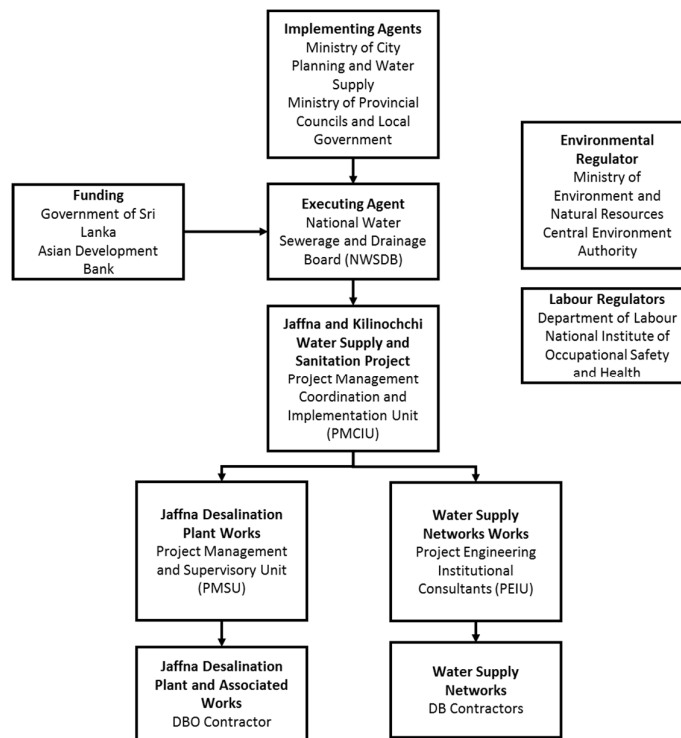 Implementing Agents
Ministry of City
Planning and Water
Supply
Ministry of Provincial
Councils and Local
Government
Environmental
Regulator
Ministry of
Environment and
Natural Resources
Central Environment
Authority
Funding
Government of Sri
Lanka
Asian Development
Bank
Executing Agent
National Water
Sewerage and Drainage
Board (NWSDB)
Labour Regulators
Department of Labour
National Institute of
Occupational Safety
and Health
Jaffna and Kilinochchi
Water Supply and
Sanitation Project
Project Management
Coordination and
Implementation Unit
(PMCIU)
Jaffna Desalination
Plant Works
Project Management
and Supervisory Unit
(PMSU)
Water Supply
Networks Works
Project Engineering
Institutional
Consultants (PEIU)
Jaffna Desalination
Plant and Associated
Works
DBO Contractor
Water Supply
Networks
DB Contractors